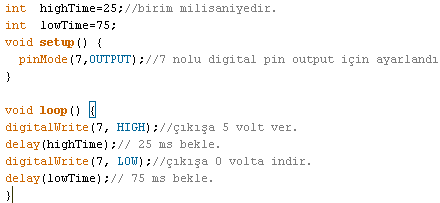 int  highTime=25;//birim milisaniyedir.
int  lowTime=75;
void setup() {
  pinMode(7,OUTPUT);//7 nolu digital pin output için ayarlandı
}
void loop() {
digitalWrite(7, HIGH);//çıkışa 5 volt ver.
delay(highTime);// 25 ms bekle.
digitalWrite(7, LOW);//çıkışa 0 volta indir.
delay(lowTime);// 75 ms bekle.
}